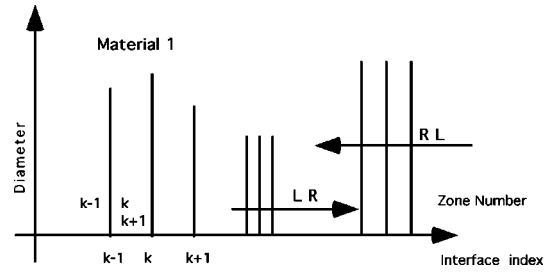 Material 1
Diameter
R L
k-1 k
k+1
L R
Zone Number
k-1 k k+1
Interface index